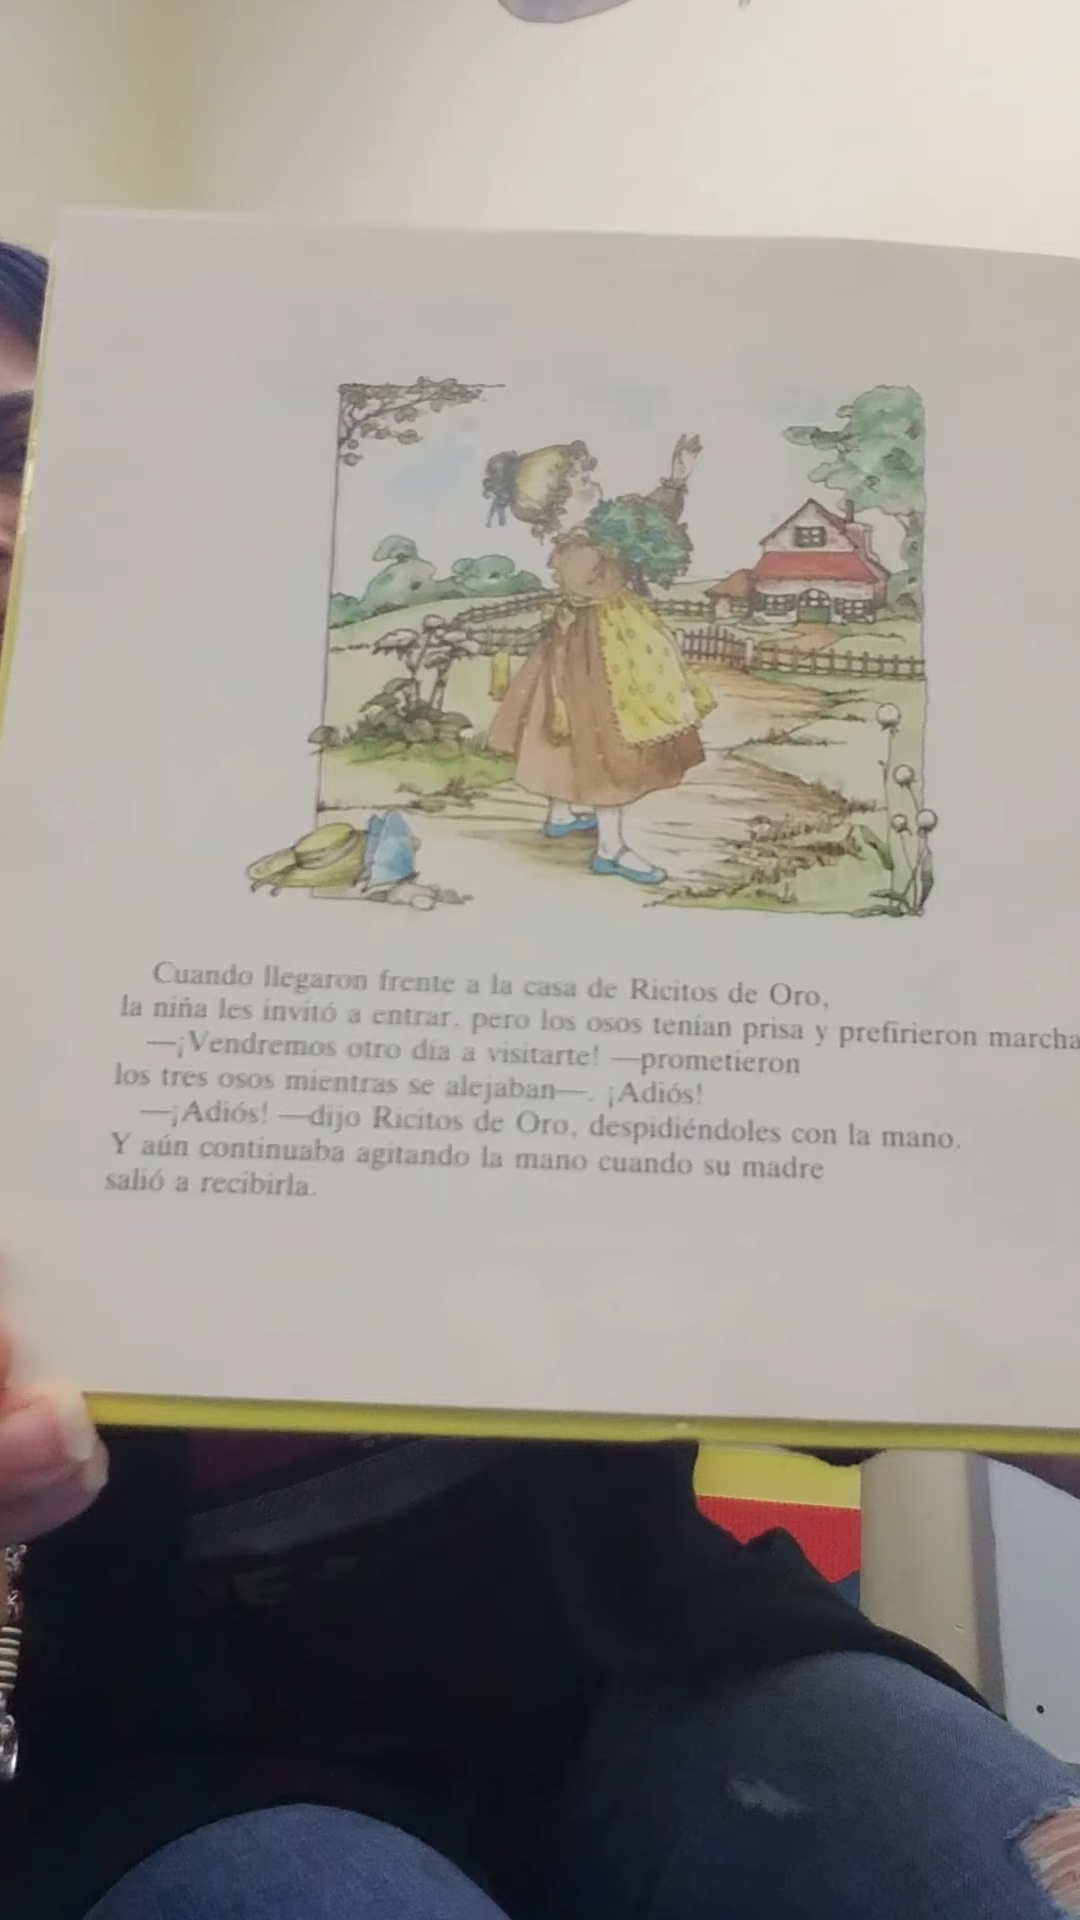 Cuando llegaron frente a la casa de Ricitos de Oro,
la niña les invitó a entrar, pero los osos tenían prisa y prefirieron marcha
—¡Vendremos otro día a visitarte! —prometieron
los tres osos mientras se alejaban—. ¡Adiós!
—¡Adiós! —dijo Ricitos de Oro, despidiéndoles con la mano.
Y aún continuaba agitando la mano cuando su madre
salió a recibirla.